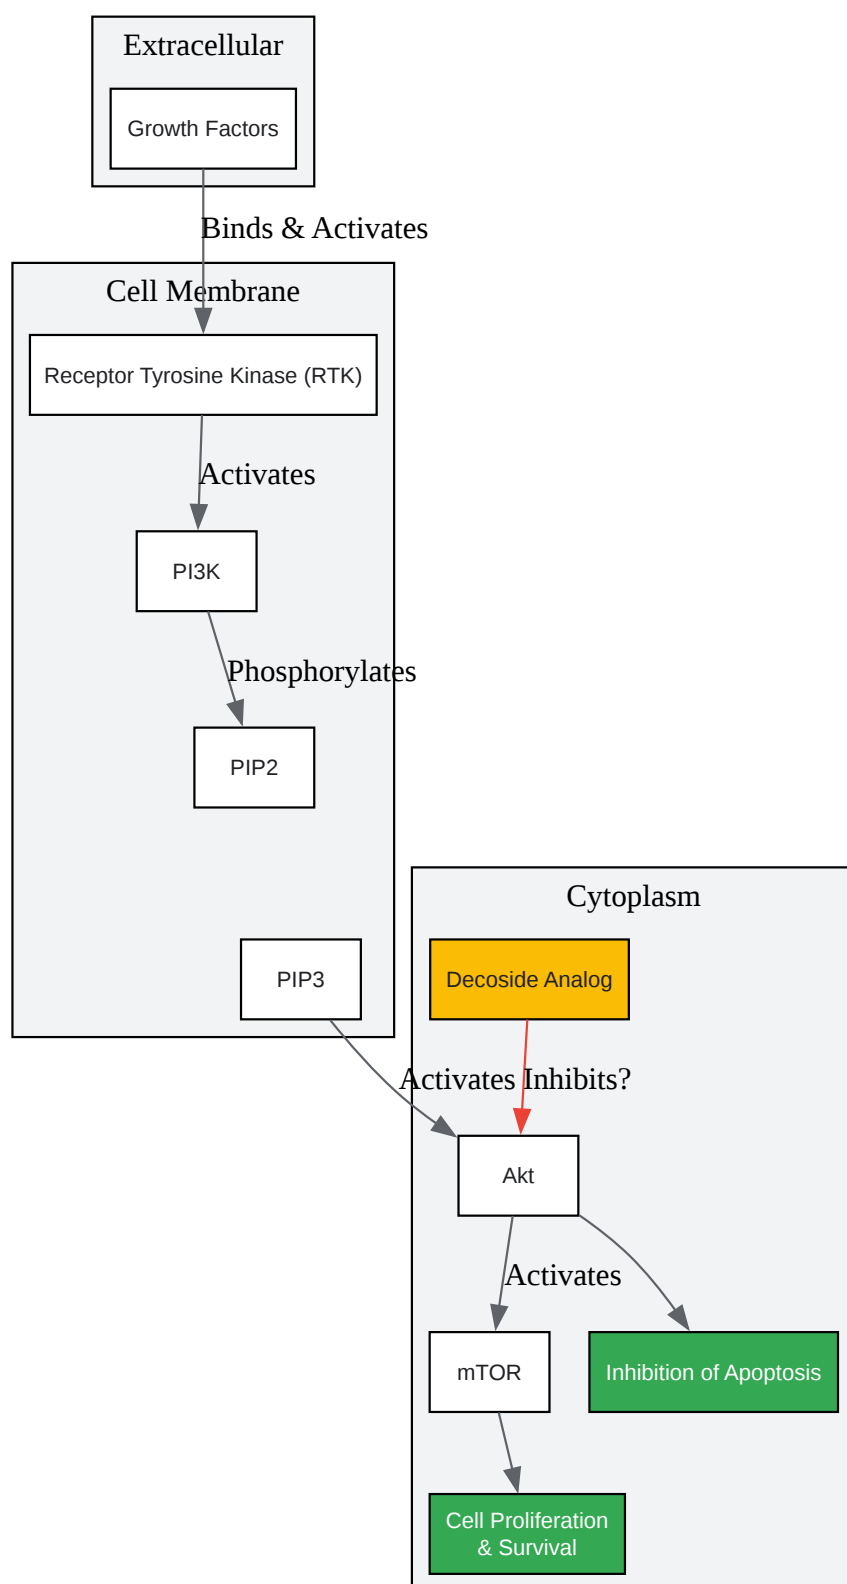 Extracellular
Growth Factors
Binds & Activates
Cell Membrane
Receptor Tyrosine Kinase (RTK)
Activates
PI3K
Phosphorylates
PIP2
Cytoplasm
PIP3
Decoside Analog
Activates
Inhibits?
Akt
Activates
mTOR
Inhibition of Apoptosis
Cell Proliferation
& Survival